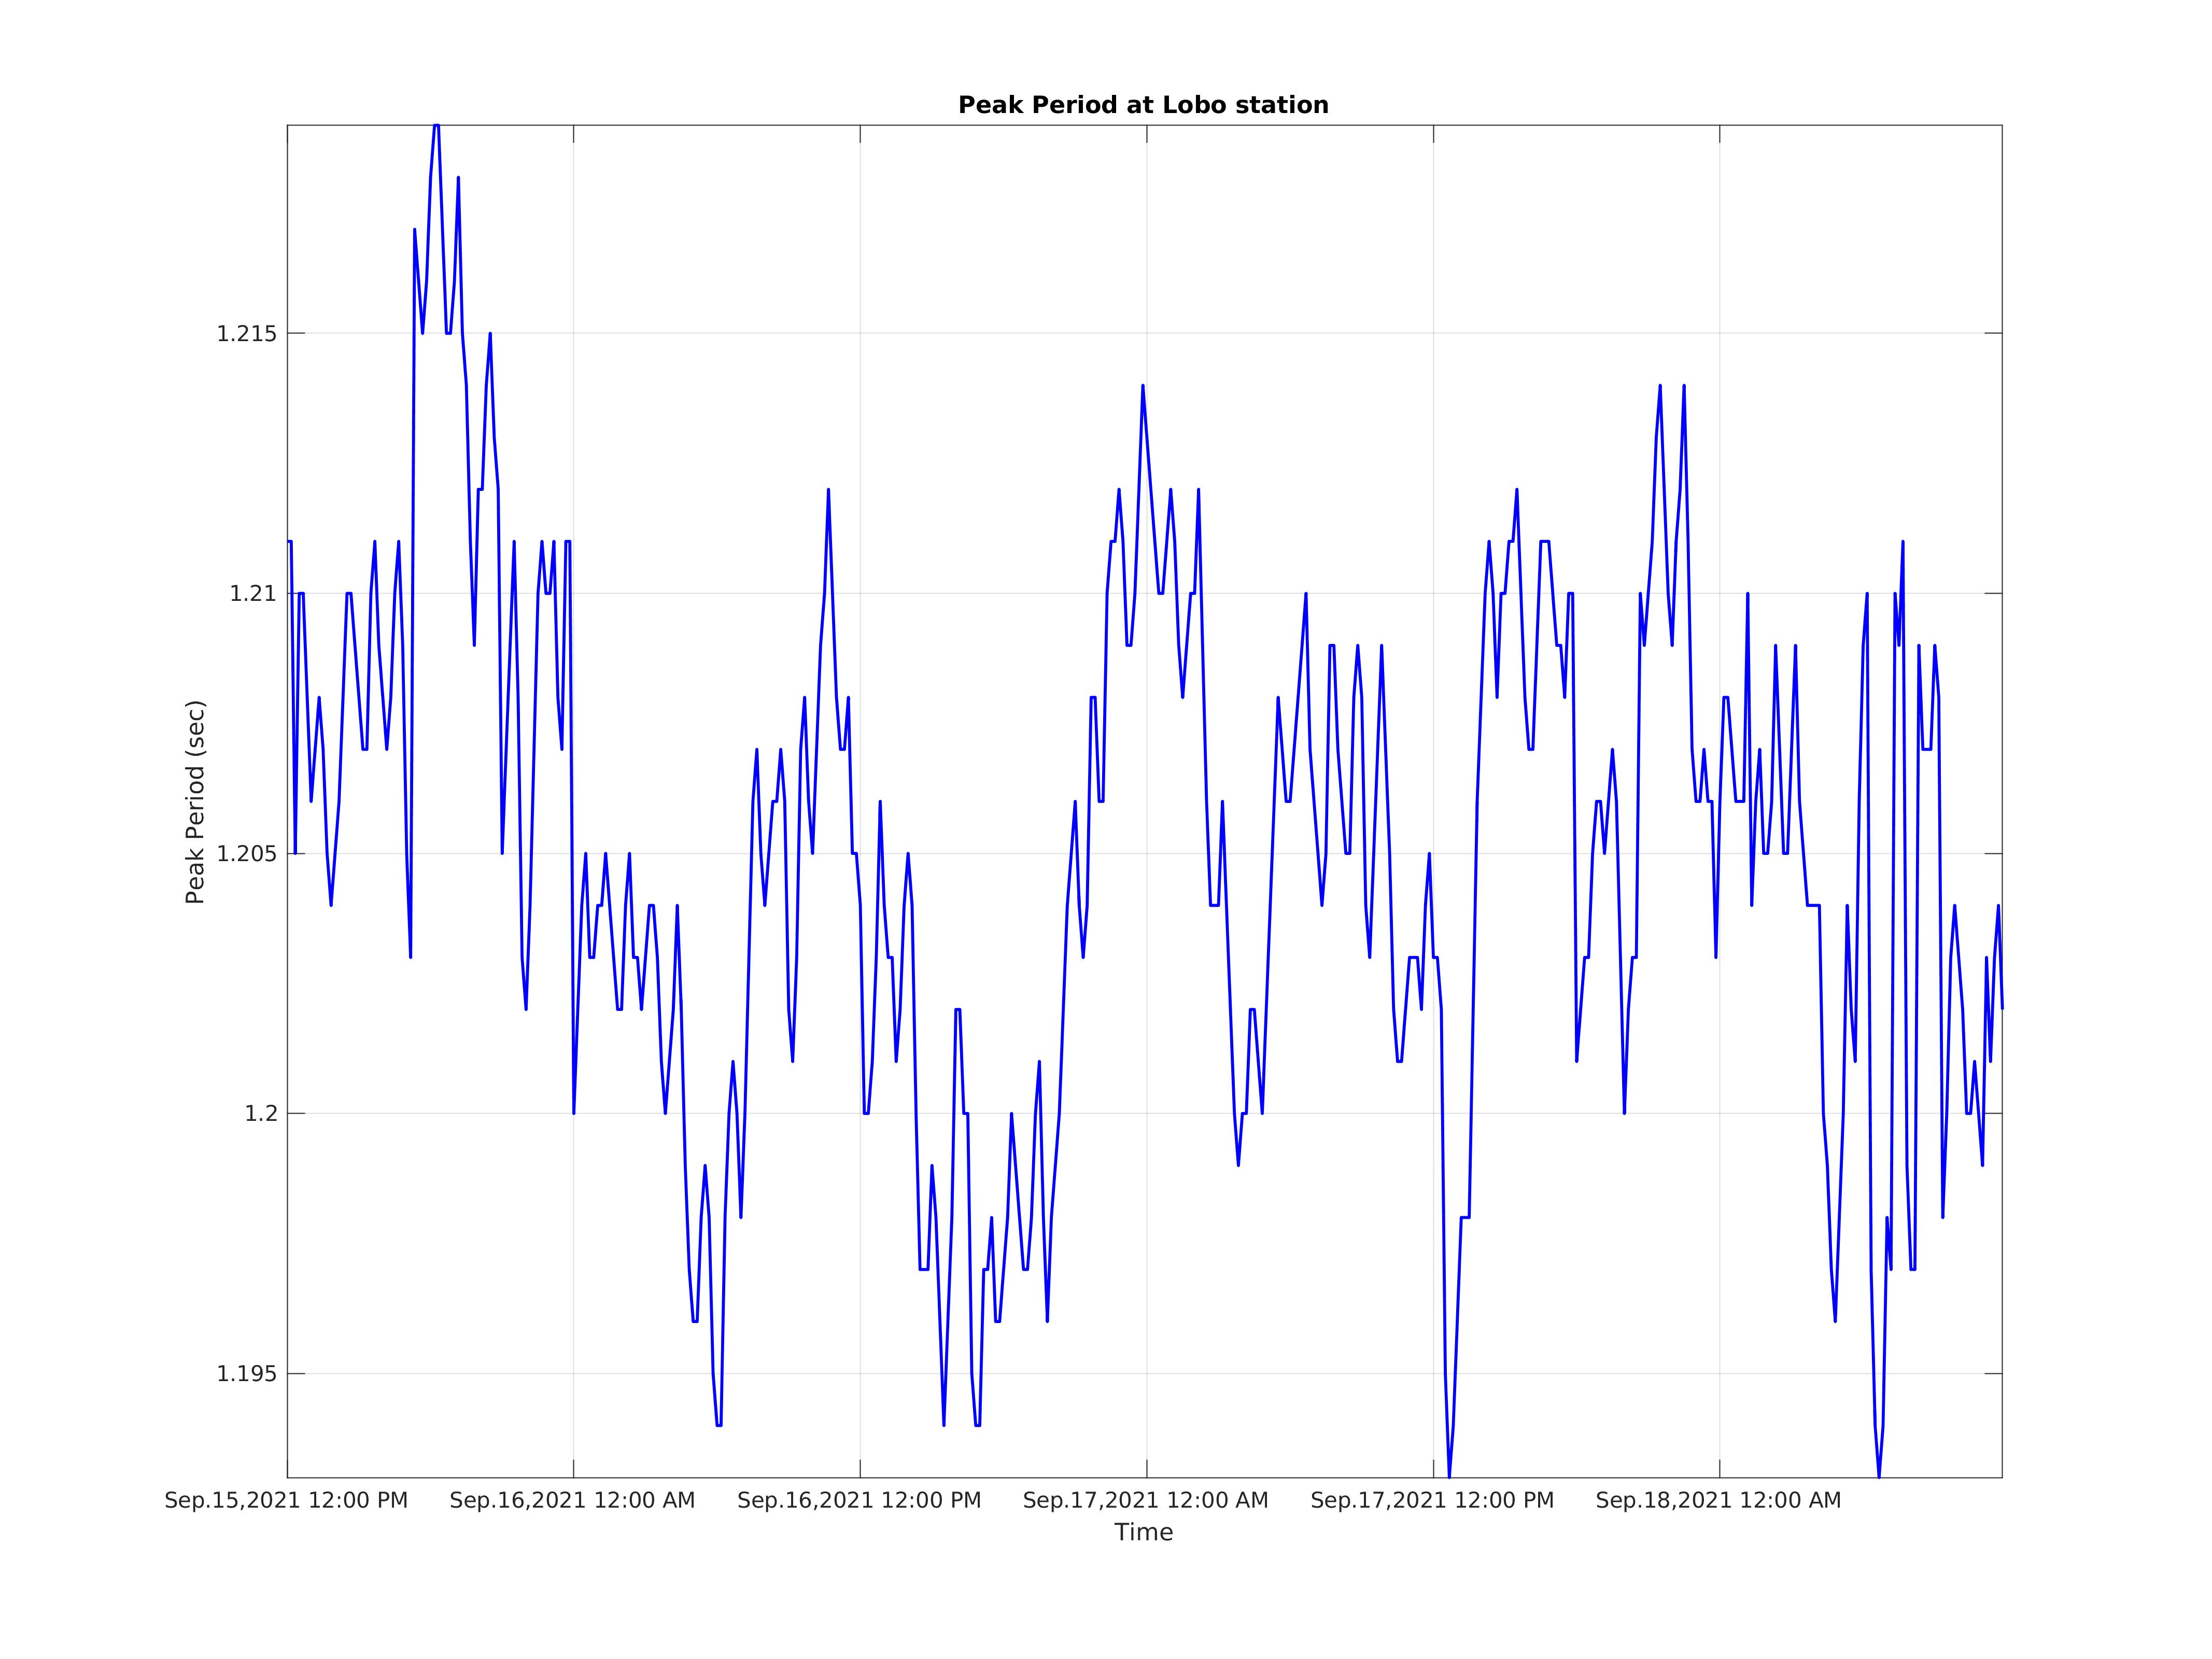 Peak Period at Lobo station
Peak Period (sec)
1.215
1.21
1.205
1.2
1.195
Sep.15,2021 12:00 PM
Sep.16,2021 12:00 AM
Sep.16,2021 12:00 PM
Sep.17,2021 12:00 AM
Sep.17,2021 12:00 PM
Sep.18,2021 12:00 AM
Time